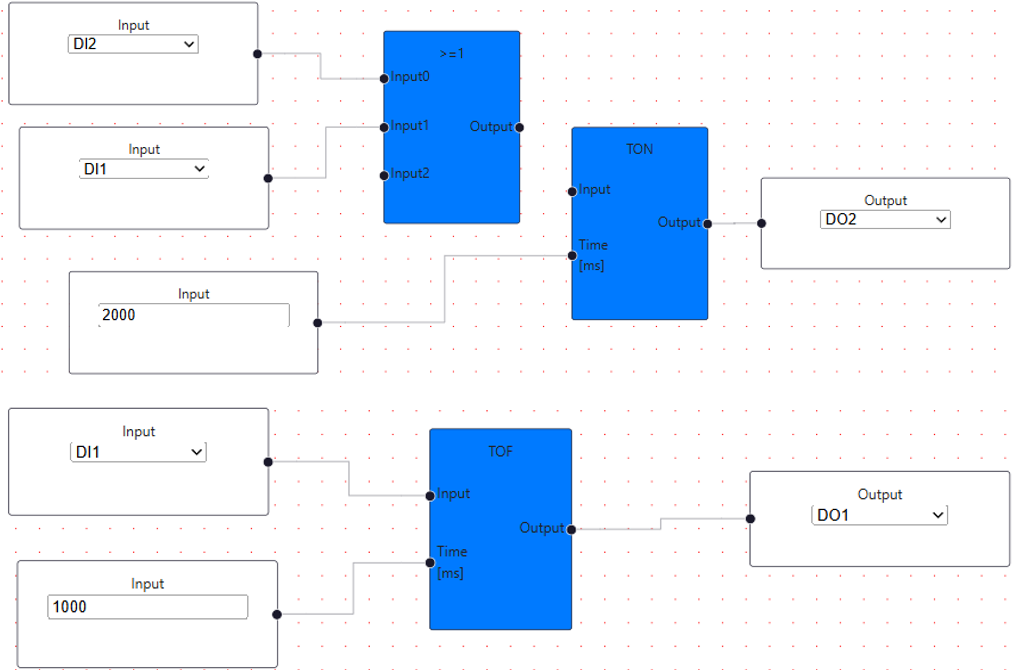 Input
DI2
>=1
Input0
Input1
Output
Input2
Input
DI1
TON
Input
Output
Time
[ms]
Output
DO2
Input
2000
Input
DI1
TOF
Input
Output
Time
[ms]
Output
DO1
Input
1000